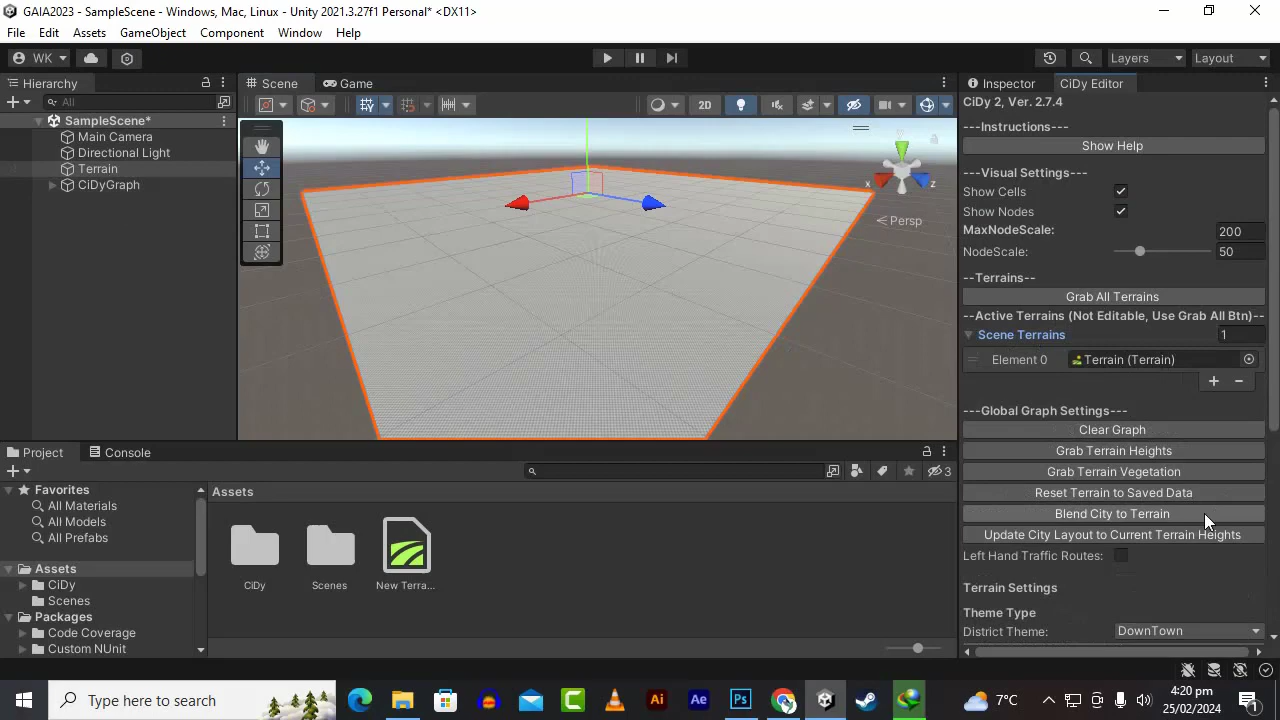 GAIA2023 - SampleScene - Windows, Mac, Linux - Unity 2021.3.27f1 Personal* <DX11>
File Edit Assets GameObject Component Window Help
WK Layers Layout
Hierarchy
All
SampleScene*
Main Camera
Directional Light
Terrain
CiDyGraph
Scene Game
2D
x z
Persp
Inspector CiDy Editor
CiDy 2, Ver. 2.7.4
---Instructions---
Show Help
---Visual Settings---
Show Cells
Show Nodes
MaxNodeScale: 200
NodeScale: 50
--Terrains--
Grab All Terrains
--Active Terrains (Not Editable, Use Grab All Btn)--
Scene Terrains 1
Element 0 Terrain (Terrain)
---Global Graph Settings---
Clear Graph
Grab Terrain Heights
Grab Terrain Vegetation
Reset Terrain to Saved Data
Blend City to Terrain
Update City Layout to Current Terrain Heights
Left Hand Traffic Routes:
Terrain Settings
Theme Type
District Theme: DownTown
Project Console
3
Favorites
All Materials
All Models
All Prefabs
Assets
CiDy
Scenes
Packages
Code Coverage
Custom NUnit
Assets
CiDy Scenes New Terra...
Type here to search
7°C
4:20 pm
25/02/2024
1